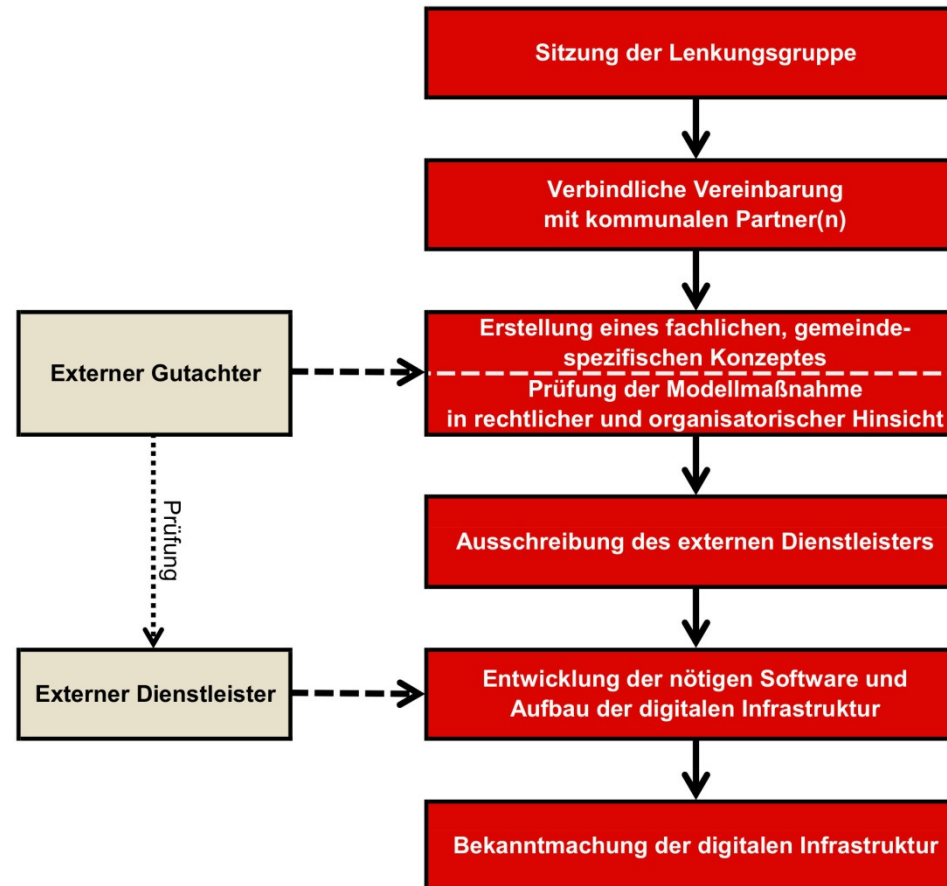 Sitzung der Lenkungsgruppe
Verbindliche Vereinbarung
mit kommunalen Partner(n)
Externer Gutachter
Erstellung eines fachlichen, gemeinde-
spezifischen Konzeptes
Prüfung der Modellmaßnahme
in rechtlicher und organisatorischer Hinsicht
Prüfung
Ausschreibung des externen Dienstleisters
Externer Dienstleister
Entwicklung der nötigen Software und
Aufbau der digitalen Infrastruktur
Bekanntmachung der digitalen Infrastruktur